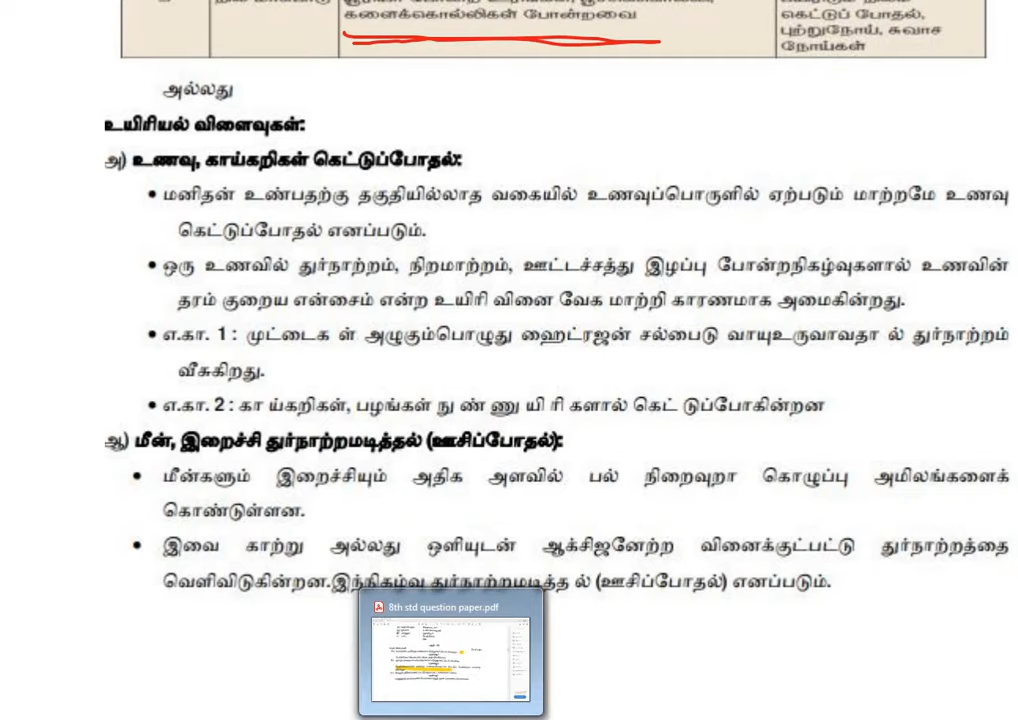 களைக்கொல்லிகள் போன்றவை
கெட்டுப் போதல்,
புற்றுநோய், சுவாச
நோய்கள்
அல்லது
உயிரியல் விளைவுகள்:
அ) உணவு, காய்கறிகள் கெட்டுப்போதல்:
• மனிதன் உண்பதற்கு தகுதியில்லாத வகையில் உணவுப்பொருளில் ஏற்படும் மாற்றமே உணவு
கெட்டுப்போதல் எனப்படும்.
• ஒரு உணவில் துர்நாற்றம், நிறமாற்றம், ஊட்டச்சத்து இழப்பு போன்றநிகழ்வுகளால் உணவின்
தரம் குறைய என்சைம் என்ற உயிரி வினை வேக மாற்றி காரணமாக அமைகின்றது.
• எ.கா. 1 : முட்டைக ள் அழுகும்பொழுது ஹைட்ரஜன் சல்பைடு வாயுஉருவாவதா ல் துர்நாற்றம்
வீசுகிறது.
• எ.கா. 2 : கா ய்கறிகள், பழங்கள் நு ண் ணு யி ரி களால் கெட் டுப்போகின்றன
ஆ) மீன், இறைச்சி துர்நாற்றமடித்தல் (ஊசிப்போதல்):
• மீன்களும் இறைச்சியும் அதிக அளவில் பல் நிறைவுறா கொழுப்பு அமிலங்களைக்
கொண்டுள்ளன.
• இவை காற்று அல்லது ஒளியுடன் ஆக்சிஜனேற்ற வினைக்குட்பட்டு துர்நாற்றத்தை
வெளிவிடுகின்றன.இந்நிகழ்வு துர்நாற்றமடித்த ல் (ஊசிப்போதல்) எனப்படும்.
8th std question paper.pdf